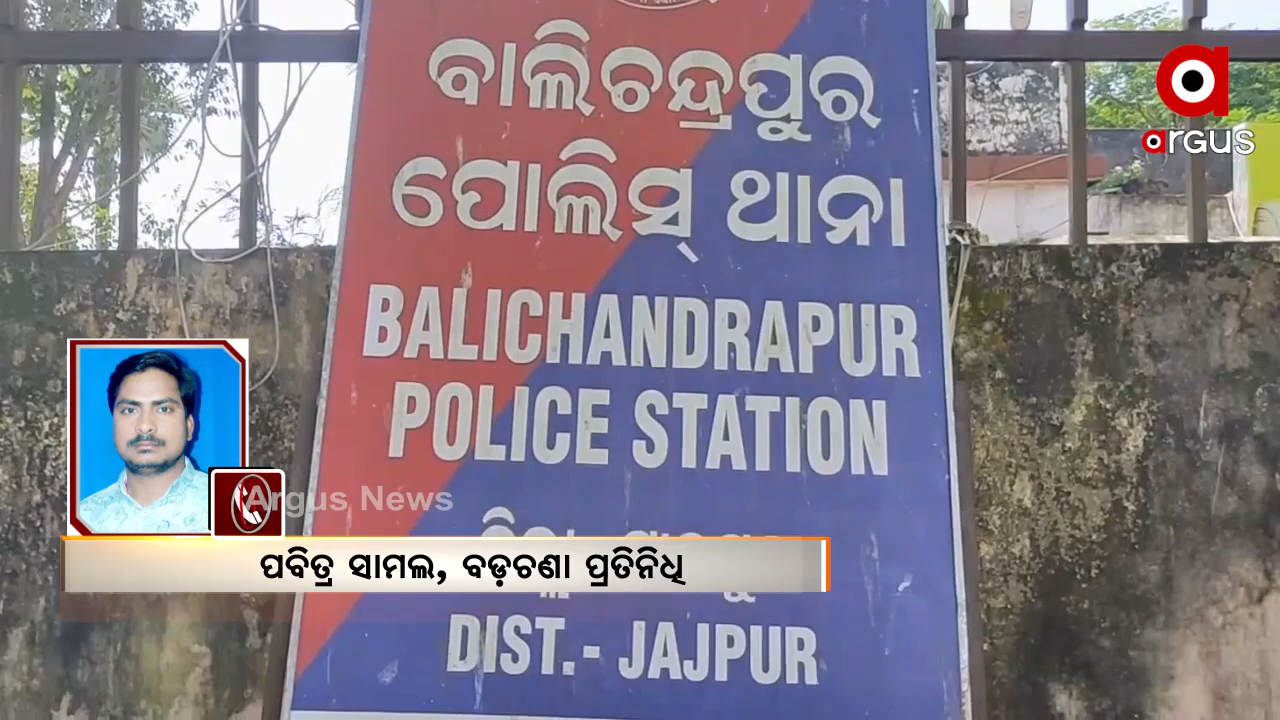 ବାଲିଚନ୍ଦ୍ରପୁର
ପୋଲିସ୍ ଥାନା
BALICHANDRAPUR
POLICE STATION
DIST.- JAJPUR
argus
Argus News
ପବିତ୍ର ସାମଲ, ବଡ଼ଚଣା ପ୍ରତିନିଧି